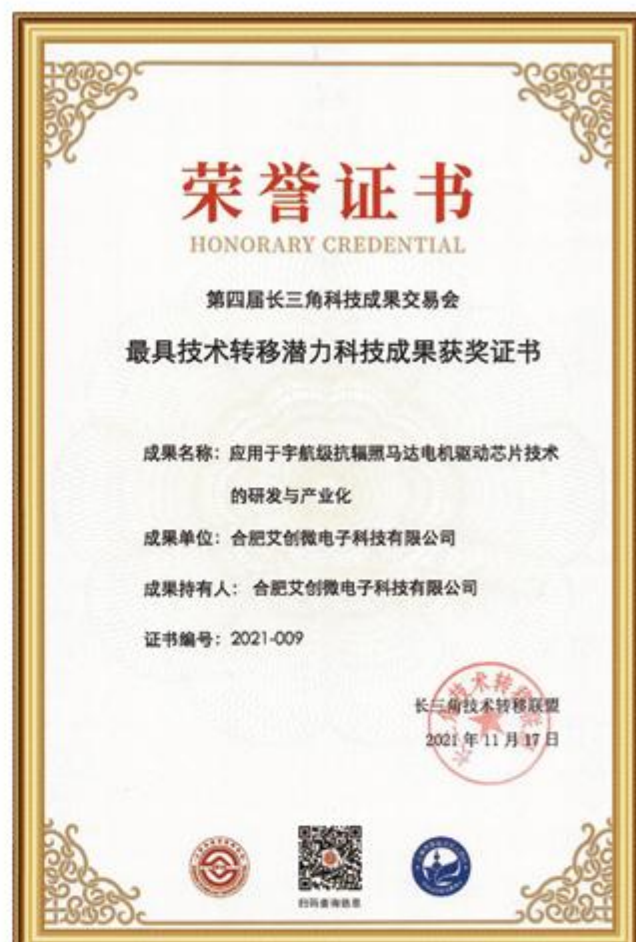 荣誉证书
HONORARY CREDENTIAL
第四届长三角科技成果交易会
最具技术转移潜力科技成果获奖证书
成果名称：应用于宇航级抗辐照马达电机驱动芯片技术
的研发与产业化
成果单位：合肥艾创微电子科技有限公司
成果持有人：合肥艾创微电子科技有限公司
证书编号：2021-009
长三角技术转移联盟
2021年11月17日
扫码查询信息